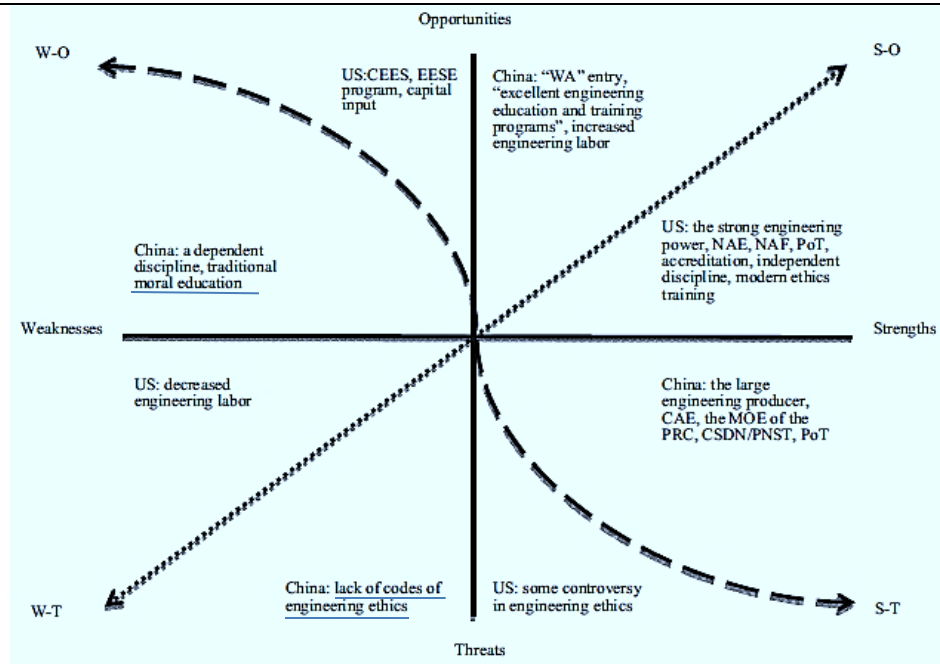 Opportunities
W-O
S-O
US:CEES, EESE
program, capital
input
China: “WA” entry,
“excellent engineering
education and training
programs”, increased
engineering labor
China: a dependent
discipline, traditional
moral education
US: the strong engineering
power, NAE, NAF, PoT,
accreditation, independent
discipline, modern ethics
training
Weaknesses
Strengths
US: decreased
engineering labor
China: the large
engineering producer,
CAE, the MOE of the
PRC, CSDN/PNST, PoT
China: lack of codes of
engineering ethics
US: some controversy
in engineering ethics
W-T
S-T
Threats